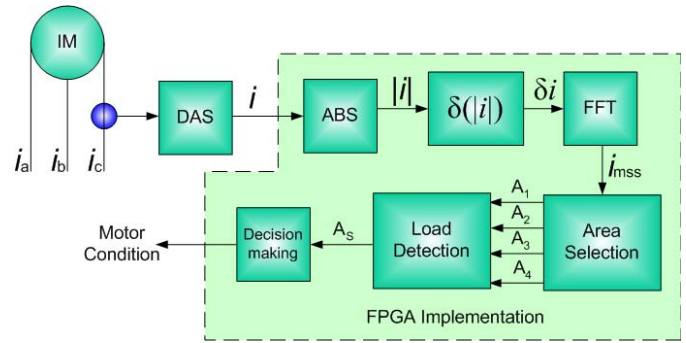 IM
i
|i|
δi
DAS
ABS
δ(|i|)
FFT
ia
ib
ic
imss
A1
A2
A3
A4
Motor
Condition
Decision
making
AS
Load
Detection
Area
Selection
FPGA Implementation